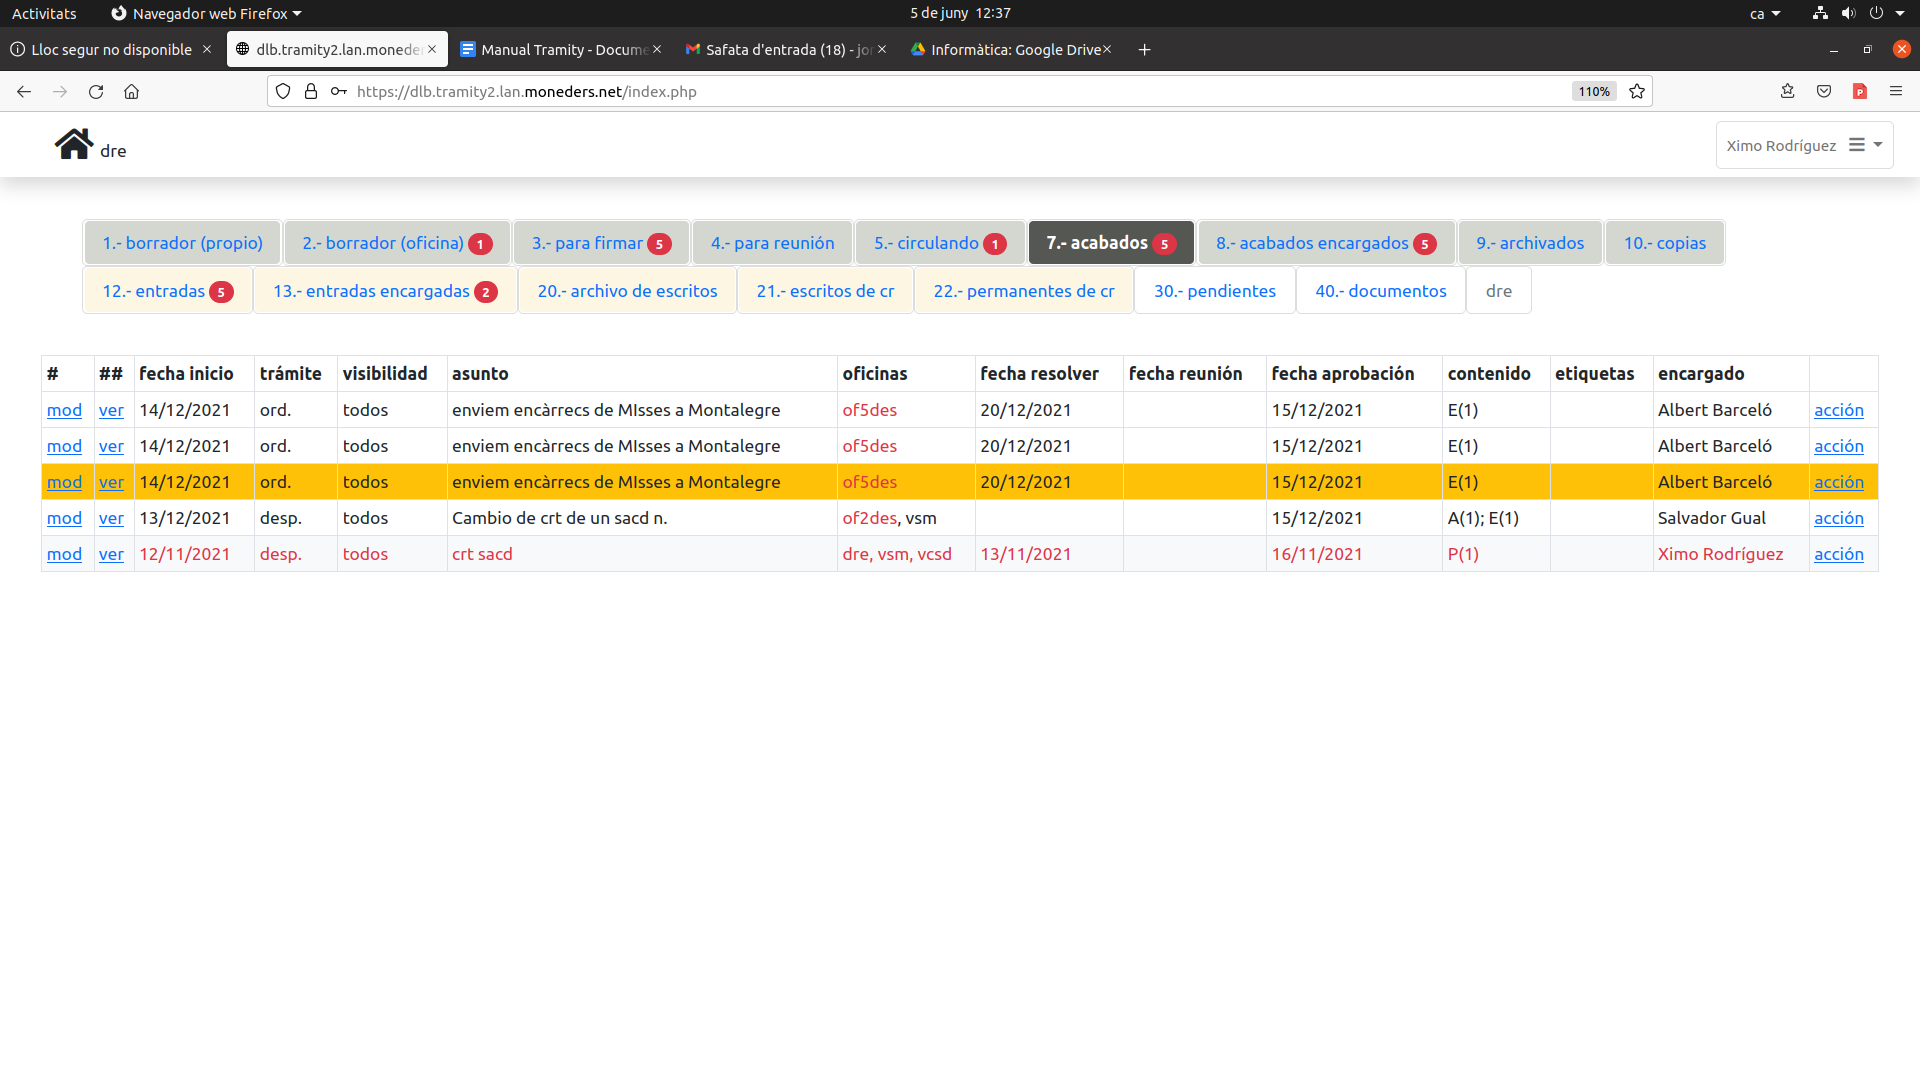 Activitats Navegador web Firefox 5 de juny 12:37 ca
Lloc segur no disponible dlb.tramity2.lan.moneders Manual Tramity - Docume Safata d'entrada (18) - jor Informàtica: Google Drive
https://dlb.tramity2.lan.moneders.net/index.php 110%
dre Ximo Rodríguez
1.- borrador (propio) 2.- borrador (oficina) 1 3.- para firmar 5 4.- para reunión 5.- circulando 1 7.- acabados 5 8.- acabados encargados 5 9.- archivados 10.- copias
12.- entradas 5 13.- entradas encargadas 2 20.- archivo de escritos 21.- escritos de cr 22.- permanentes de cr 30.- pendientes 40.- documentos dre
# ## fecha inicio trámite visibilidad asunto oficinas fecha resolver fecha reunión fecha aprobación contenido etiquetas encargado
mod ver 14/12/2021 ord. todos enviem encàrrecs de MIsses a Montalegre of5des 20/12/2021 15/12/2021 E(1) Albert Barceló acción
mod ver 14/12/2021 ord. todos enviem encàrrecs de MIsses a Montalegre of5des 20/12/2021 15/12/2021 E(1) Albert Barceló acción
mod ver 14/12/2021 ord. todos enviem encàrrecs de MIsses a Montalegre of5des 20/12/2021 15/12/2021 E(1) Albert Barceló acción
mod ver 13/12/2021 desp. todos Cambio de crt de un sacd n. of2des, vsm 15/12/2021 A(1); E(1) Salvador Gual acción
mod ver 12/11/2021 desp. todos crt sacd dre, vsm, vcsd 13/11/2021 16/11/2021 P(1) Ximo Rodríguez acción